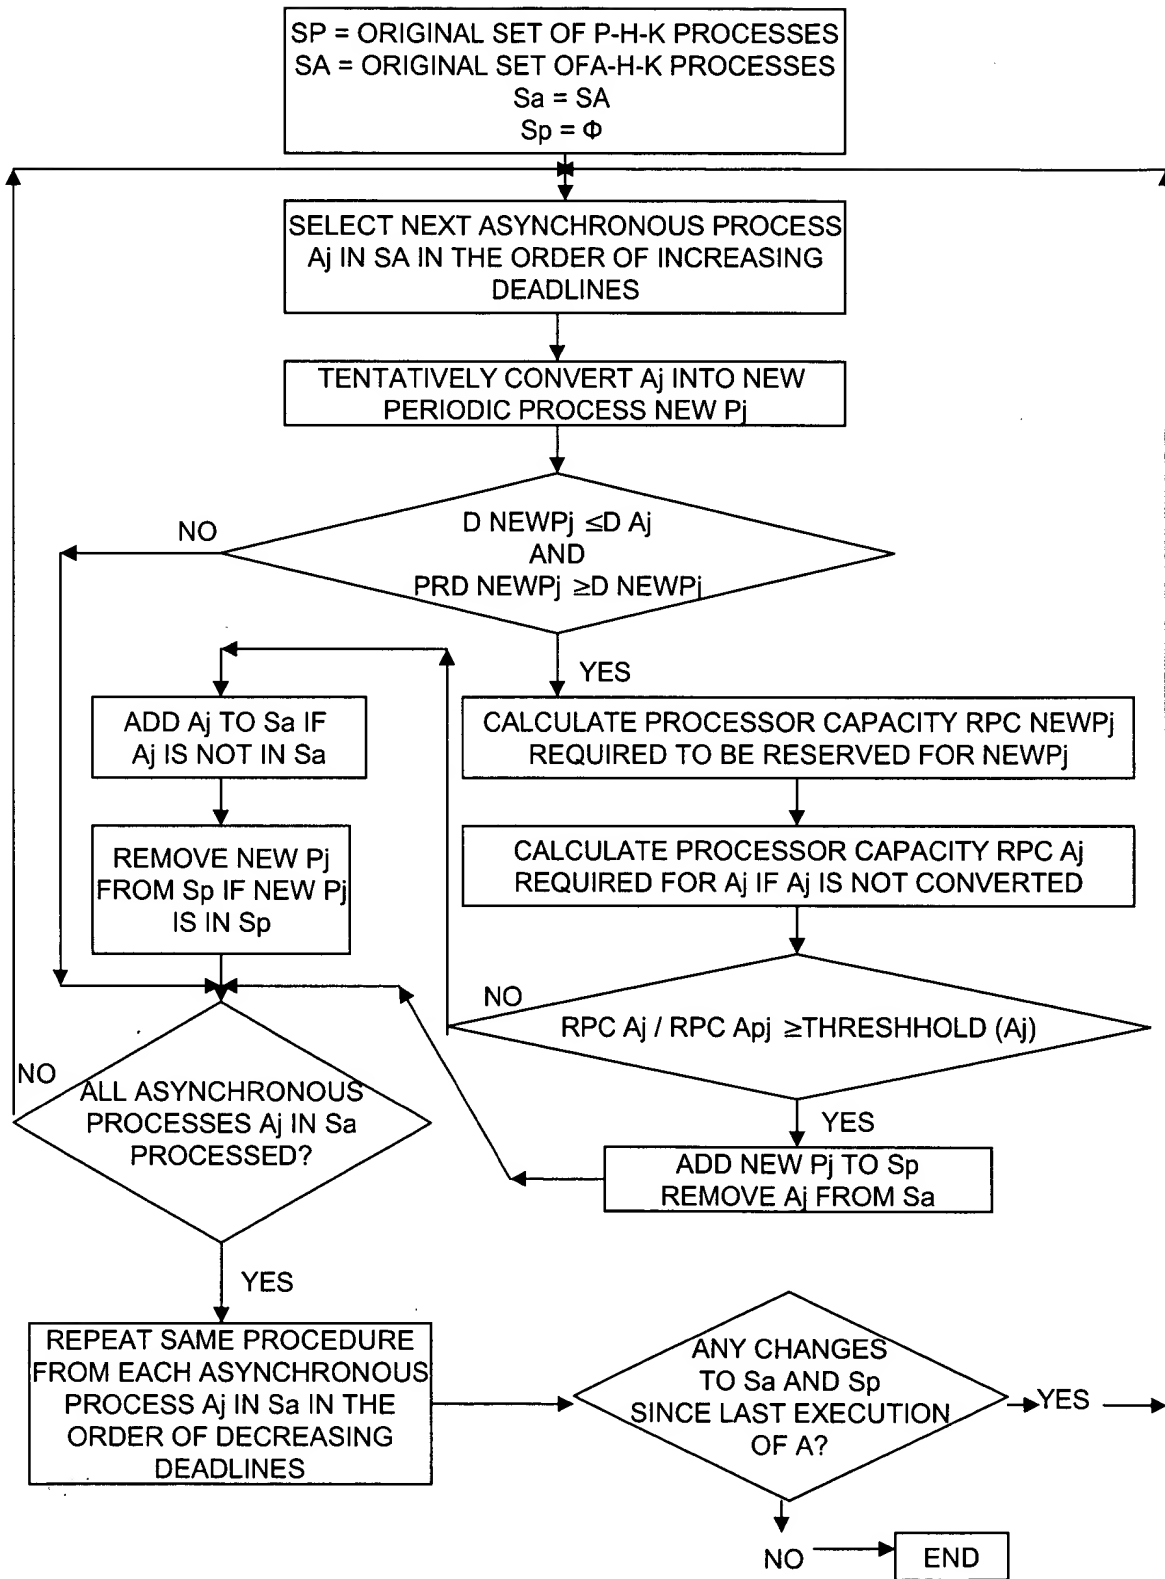 SP = ORIGINAL SET OF P-H-K PROCESSES
SA = ORIGINAL SET OFA-H-K PROCESSES
Sa = SA
Sp = Φ
SELECT NEXT ASYNCHRONOUS PROCESS
Aj IN SA IN THE ORDER OF INCREASING
DEADLINES
TENTATIVELY CONVERT Aj INTO NEW
PERIODIC PROCESS NEW Pj
D NEWPj ≤D Aj
AND
PRD NEWPj ≥D NEWPj
NO
YES
ADD Aj TO Sa IF
Aj IS NOT IN Sa
CALCULATE PROCESSOR CAPACITY RPC NEWPj
REQUIRED TO BE RESERVED FOR NEWPj
REMOVE NEW Pj
FROM Sp IF NEW Pj
IS IN Sp
CALCULATE PROCESSOR CAPACITY RPC Aj
REQUIRED FOR Aj IF Aj IS NOT CONVERTED
NO
RPC Aj / RPC Apj ≥THRESHHOLD (Aj)
YES
ADD NEW Pj TO Sp
REMOVE Aj FROM Sa
NO
ALL ASYNCHRONOUS
PROCESSES Aj IN Sa
PROCESSED?
YES
REPEAT SAME PROCEDURE
FROM EACH ASYNCHRONOUS
PROCESS Aj IN Sa IN THE
ORDER OF DECREASING
DEADLINES
ANY CHANGES
TO Sa AND Sp
SINCE LAST EXECUTION
OF A?
YES
NO
END